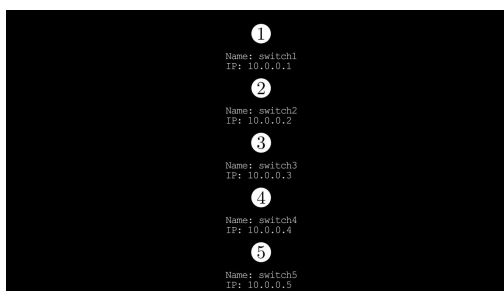 1
Name: switch1
IP: 10.0.0.1
2
Name: switch2
IP: 10.0.0.2
3
Name: switch3
IP: 10.0.0.3
4
Name: switch4
IP: 10.0.0.4
5
Name: switch5
IP: 10.0.0.5